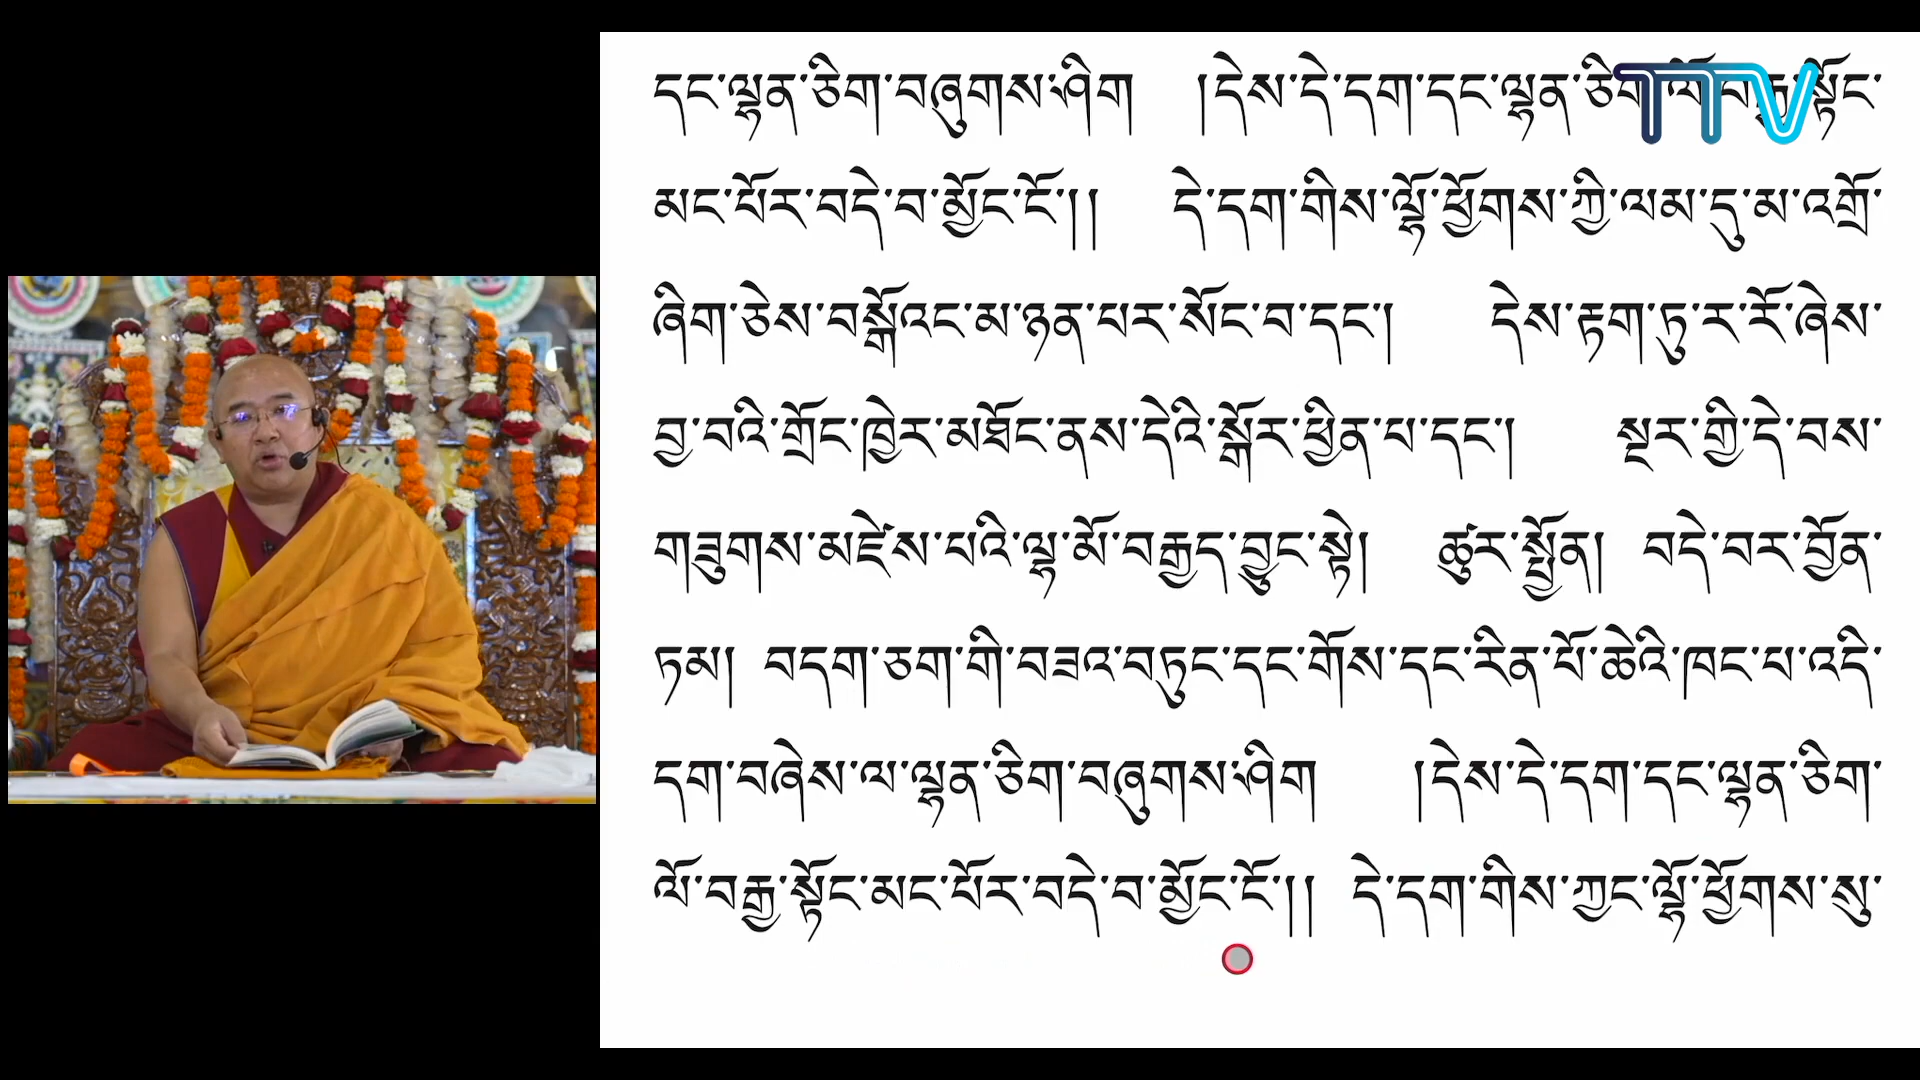 དང་ལྷན་ཅིག་བཞུགས་ཤིག །དེས་དེ་དག་དང་ལྷན་ཅིག་ལོ་བརྒྱ་སྟོང་
TTV
མང་པོར་བདེ་བ་མྱོང་ངོ་།། དེ་དག་གིས་ལྷོ་ཕྱོགས་ཀྱི་ལམ་དུ་མ་འགྲོ་
ཞིག་ཅེས་བསྒོའང་མ་ཉན་པར་སོང་བ་དང་། དེས་རྟག་ཏུ་ར་རོ་ཞེས་
བྱ་བའི་གྲོང་ཁྱེར་མཐོང་ནས་དེའི་སྒོར་ཕྱིན་པ་དང་། སྔར་གྱི་དེ་བས་
གཟུགས་མཛེས་པའི་ལྷ་མོ་བརྒྱད་བྱུང་སྟེ། ཚུར་སྤྱོན། བདེ་བར་བྱོན་
ཏམ། བདག་ཅག་གི་བཟའ་བཏུང་དང་གོས་དང་རིན་པོ་ཆེའི་ཁང་པ་འདི་
དག་བཞེས་ལ་ལྷན་ཅིག་བཞུགས་ཤིག །དེས་དེ་དག་དང་ལྷན་ཅིག་
ལོ་བརྒྱ་སྟོང་མང་པོར་བདེ་བ་མྱོང་ངོ་།། དེ་དག་གིས་ཀྱང་ལྷོ་ཕྱོགས་སུ་